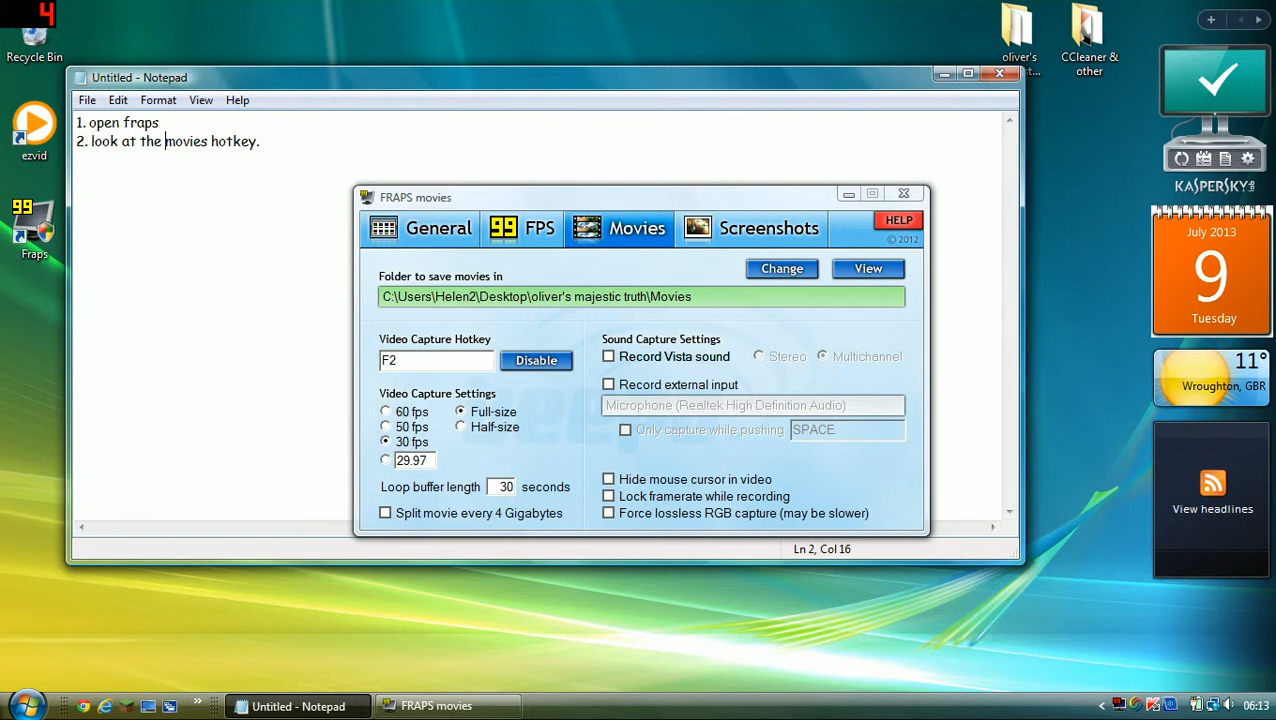 4
Recycle Bin
ezvid
99
Fraps
oliver's
...ct...
CCleaner &
other
Untitled - Notepad
File Edit Format View Help
1. open fraps
2. look at the movies hotkey.
FRAPS movies
General 99 FPS Movies Screenshots HELP
© 2012
Folder to save movies in Change View
C:\Users\Helen2\Desktop\oliver's majestic truth\Movies
Video Capture Hotkey
F2 Disable
Video Capture Settings
60 fps Full-size
50 fps Half-size
30 fps
29.97
Loop buffer length 30 seconds
Split movie every 4 Gigabytes
Sound Capture Settings
Record Vista sound Stereo Multichannel
Record external input
Microphone (Realtek High Definition Audio)
Only capture while pushing SPACE
Hide mouse cursor in video
Lock framerate while recording
Force lossless RGB capture (may be slower)
Ln 2, Col 16
KASPERSKY
July 2013
9
Tuesday
11°
Wroughton, GBR
View headlines
Untitled - Notepad
FRAPS movies
06:13